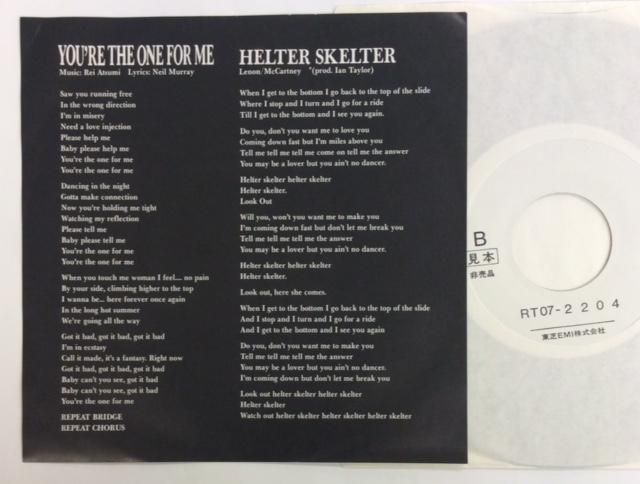 YOU'RE THE ONE FOR ME
Music: Rei Atsumi Lyrics: Neil Murray
Saw you running free
In the wrong direction
I'm in misery
Need a love injection
Please help me
Baby please help me
You're the one for me
You're the one for me
Dancing in the night
Gotta make connection
Now you're holding me tight
Watching my reflection
Please tell me
Baby please tell me
You're the one for me
You're the one for me
When you touch me woman I feel.... no pain
By your side, climbing higher to the top
I wanna be... here forever once again
In the long hot summer
We're going all the way
Got it bad, got it bad, got it bad
I'm in ecstasy
Call it made, it's a fantasy. Right now
Got it bad, got it bad, got it bad
Baby can't you see, got it bad
Baby can't you see, got it bad
You're the one for me
REPEAT BRIDGE
REPEAT CHORUS
HELTER SKELTER
Lenon/McCartney *(prod. Ian Taylor)
When I get to the bottom I go back to the top of the slide
Where I stop and I turn and I go for a ride
Till I get to the bottom and I see you again.
Do you, don't you want me to love you
Coming down fast but I'm miles above you
Tell me tell me tell me come on tell me the answer
You may be a lover but you ain't no dancer.
Helter skelter helter skelter
Helter skelter.
Look Out
Will you, won't you want me to make you
I'm coming down fast but don't let me break you
Tell me tell me tell me the answer
You may be a lover but you ain't no dancer.
Helter skelter helter skelter
Helter skelter.
Look out, here she comes.
When I get to the bottom I go back to the top of the slide
And I stop and I turn and I go for a ride
And I get to the bottom and I see you again
Do you, don't you want me to make you
Tell me tell me tell me the answer
You may be a lover but you ain't no dancer.
I'm coming down but don't let me break you
Look out helter skelter helter skelter
Helter skelter
Watch out helter skelter helter skelter helter skelter
B
見本
非売品
RT07-2204
東芝EMI株式会社